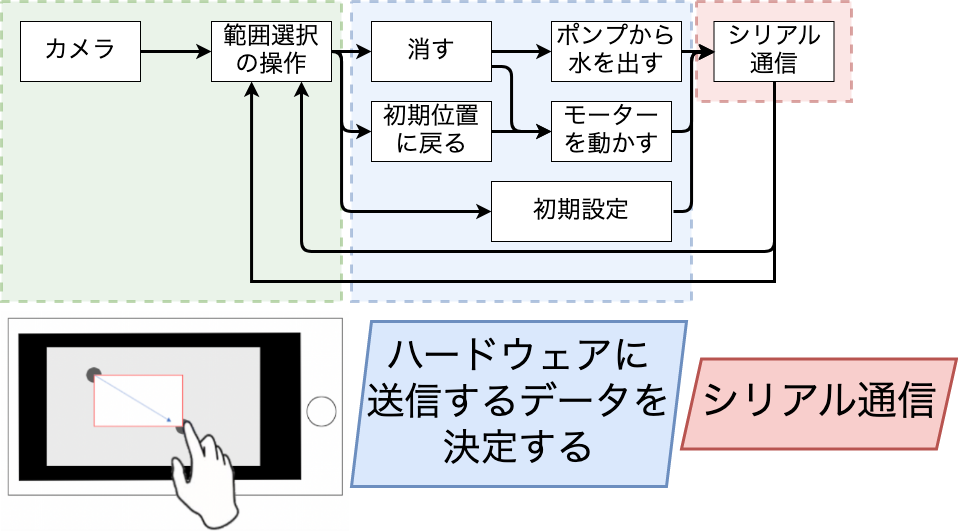 カメラ
範囲選択
の操作
消す
ポンプから
水を出す
シリアル
通信
初期位置
に戻る
モーター
を動かす
初期設定
ハードウェアに
送信するデータを
決定する
シリアル通信